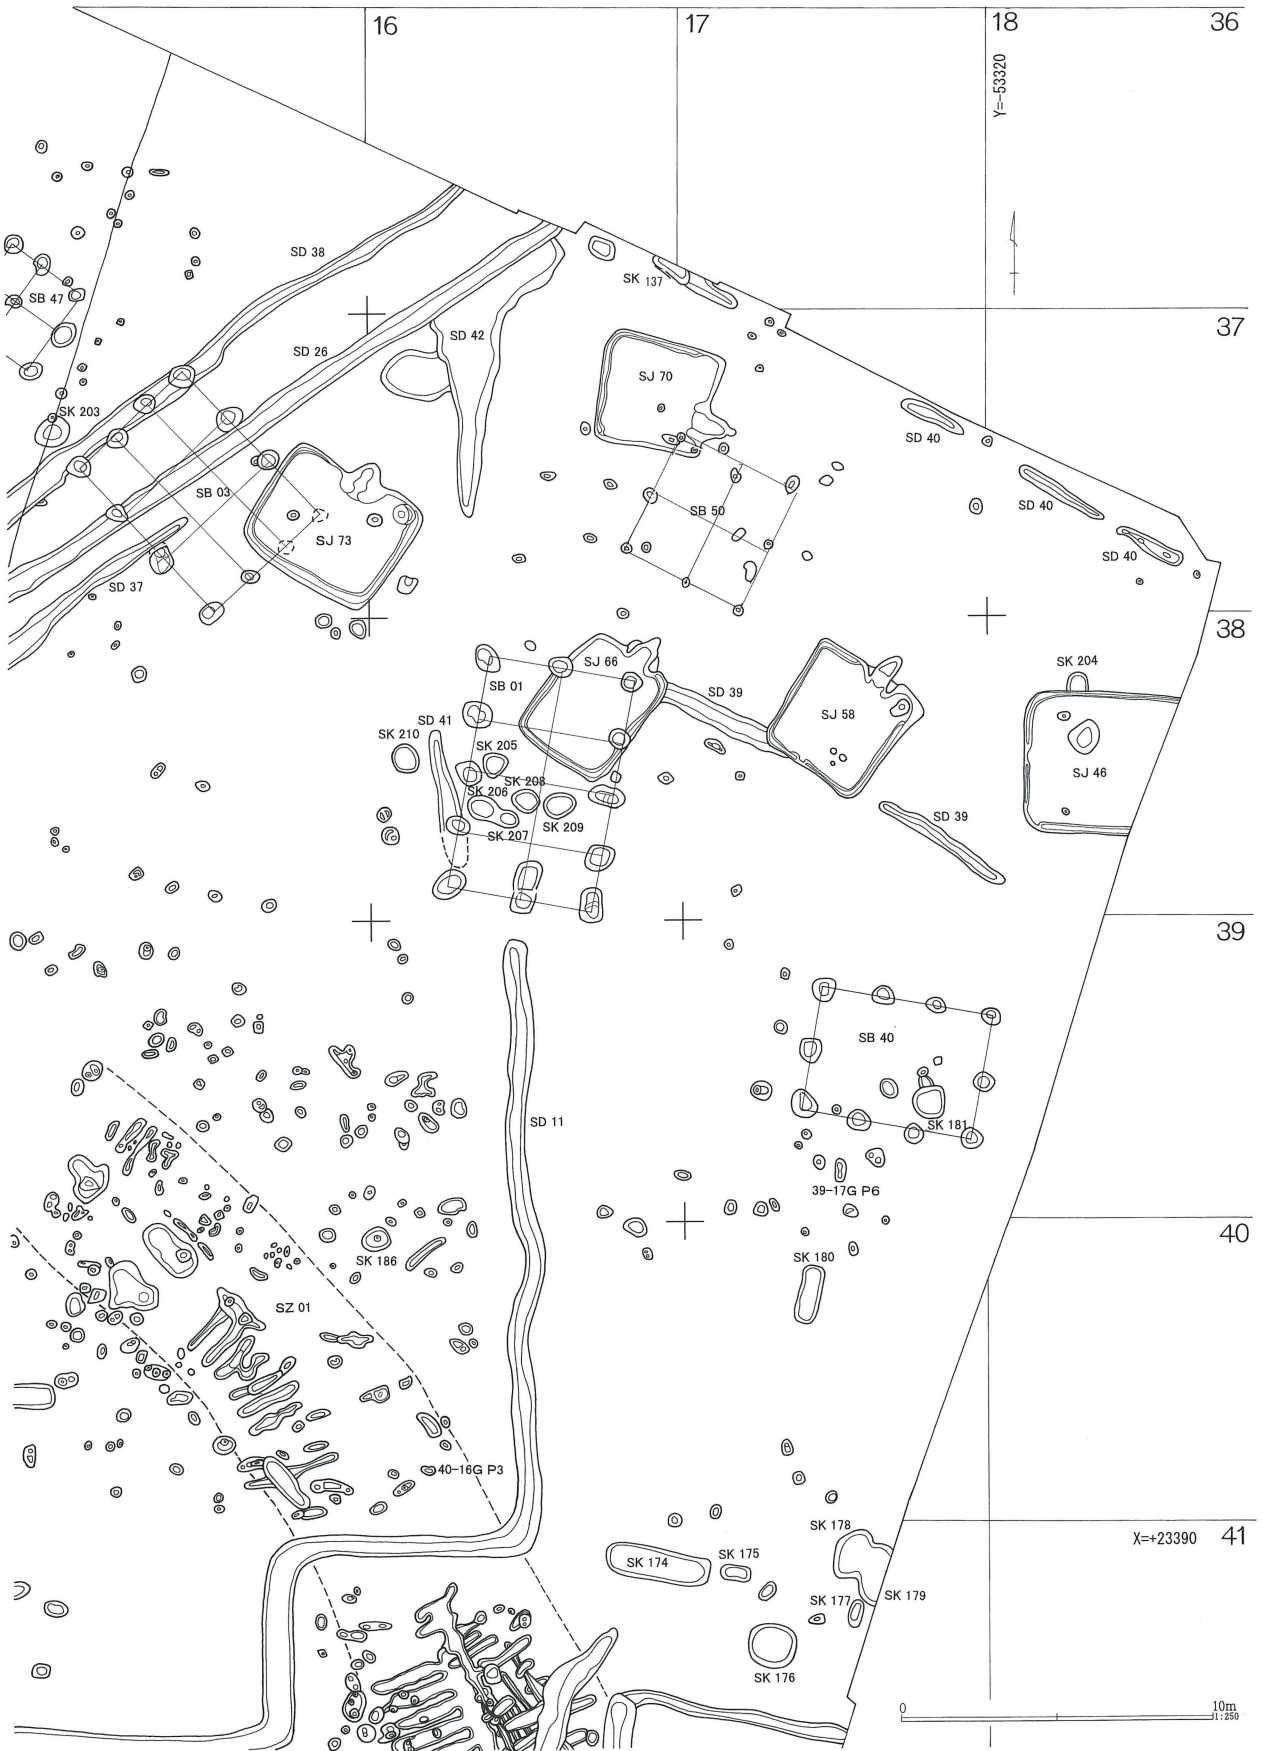 16
17
18
36
Y=-53320
SD 38
SK 137
SB 47
37
SD 42
SD 26
SJ 70
SK 203
SD 40
SB 03
SB 50
SD 40
SJ 73
SD 40
SD 37
38
SJ 66
SK 204
SB 01
SD 39
SD 41
SJ 58
SK 210
SK 205
SJ 46
SK 208
SK 206
SK 209
SK 207
SD 39
39
SB 40
SD 11
SK 181
39-17G P6
40
SK 186
SK 180
SZ 01
40-16G P3
SK 178
X=+23390
41
SK 174
SK 175
SK 179
SK 177
SK 176
0
10m
1:250